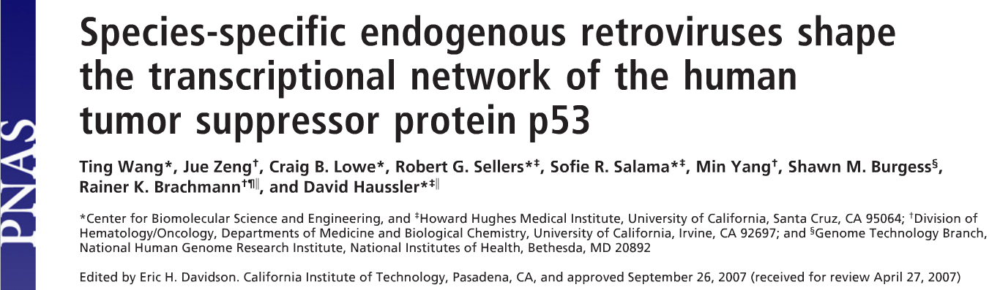 PNAS
Species-specific endogenous retroviruses shape
the transcriptional network of the human
tumor suppressor protein p53
Ting Wang*, Jue Zeng†, Craig B. Lowe*, Robert G. Sellers*‡, Sofie R. Salama*‡, Min Yang†, Shawn M. Burgess§,
Rainer K. Brachmann†¶‖, and David Haussler*‡‖
*Center for Biomolecular Science and Engineering, and ‡Howard Hughes Medical Institute, University of California, Santa Cruz, CA 95064; †Division of
Hematology/Oncology, Departments of Medicine and Biological Chemistry, University of California, Irvine, CA 92697; and §Genome Technology Branch,
National Human Genome Research Institute, National Institutes of Health, Bethesda, MD 20892
Edited by Eric H. Davidson. California Institute of Technology, Pasadena, CA, and approved September 26, 2007 (received for review April 27, 2007)